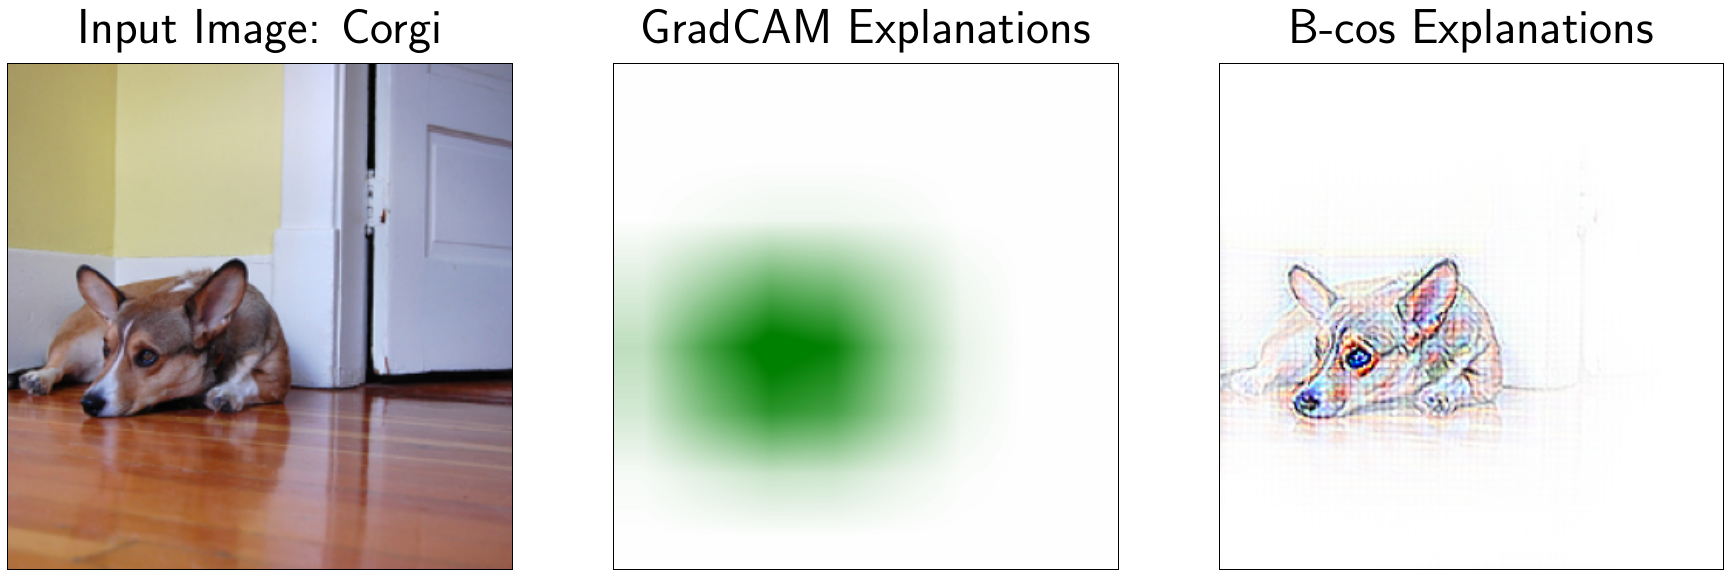 Input Image: Corgi
GradCAM Explanations
B-cos Explanations